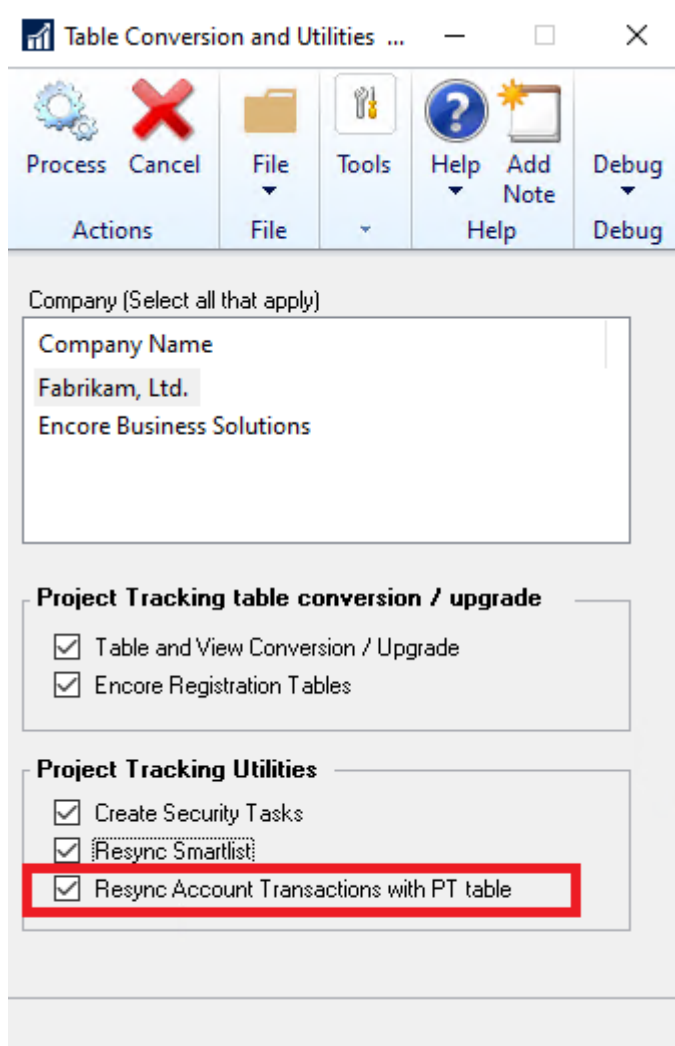 Table Conversion and Utilities ...
Process Cancel File Tools Help Add Note Debug
Actions File Help Debug
Company (Select all that apply)
Company Name
Fabrikam, Ltd.
Encore Business Solutions
Project Tracking table conversion / upgrade
Table and View Conversion / Upgrade
Encore Registration Tables
Project Tracking Utilities
Create Security Tasks
Resync Smartlist
Resync Account Transactions with PT table